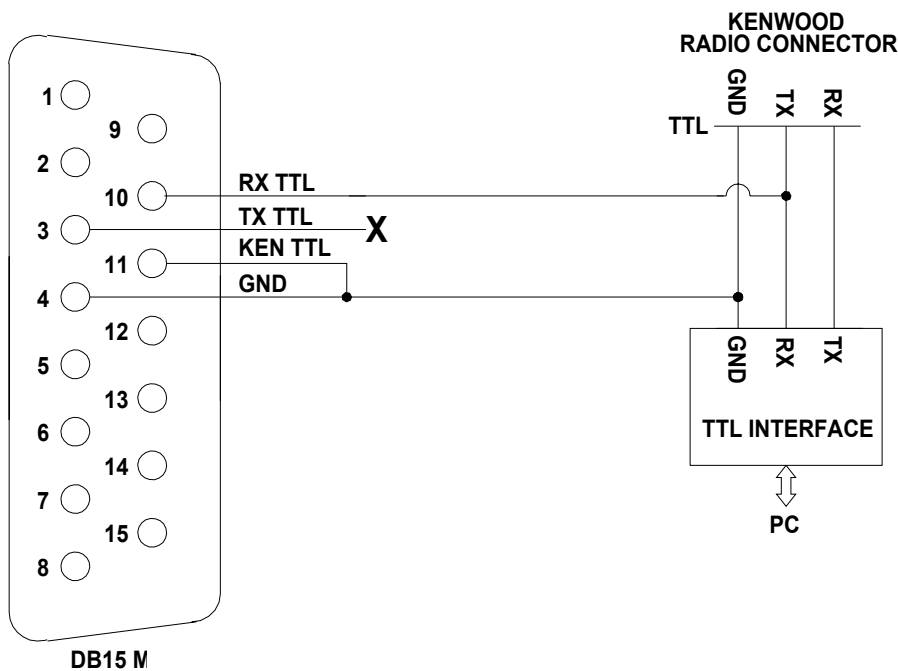 KENWOOD
RADIO CONNECTOR
GND
TX
RX
TTL
1
9
2
10
RX TTL
3
TX TTL
X
11
KEN TTL
4
GND
12
5
13
6
14
7
15
8
GND
RX
TX
TTL INTERFACE
PC
DB15 M